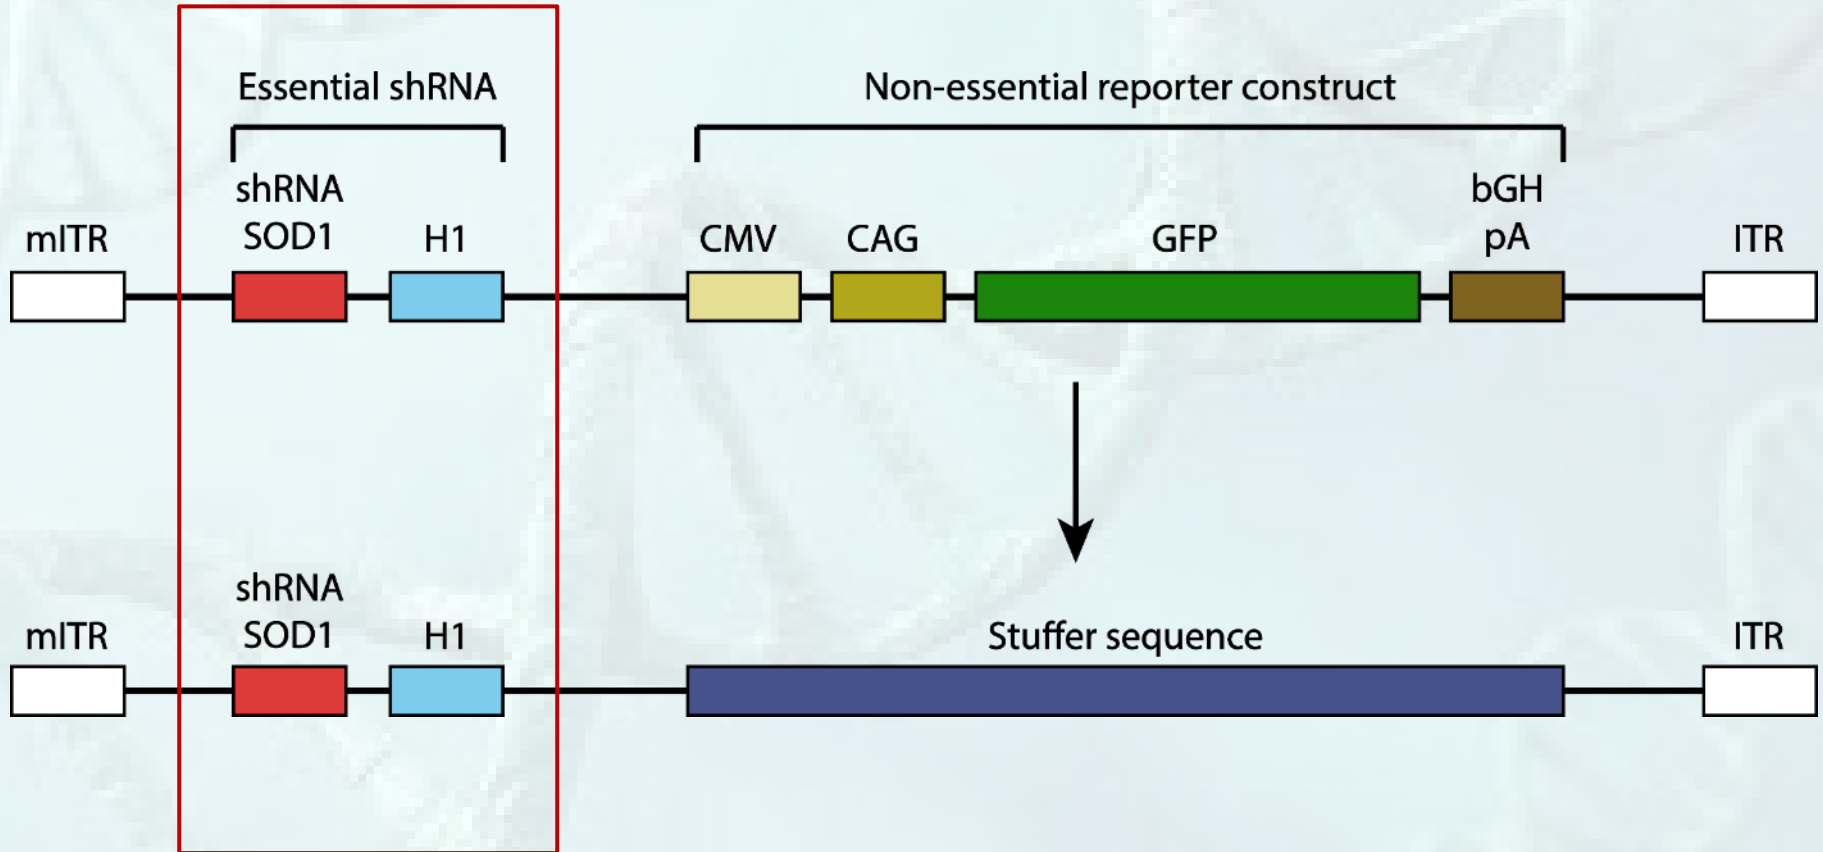 Essential shRNA
Non-essential reporter construct
shRNA
SOD1
H1
bGH
pA
mITR
CMV
CAG
GFP
ITR
shRNA
SOD1
mITR
H1
Stuffer sequence
ITR